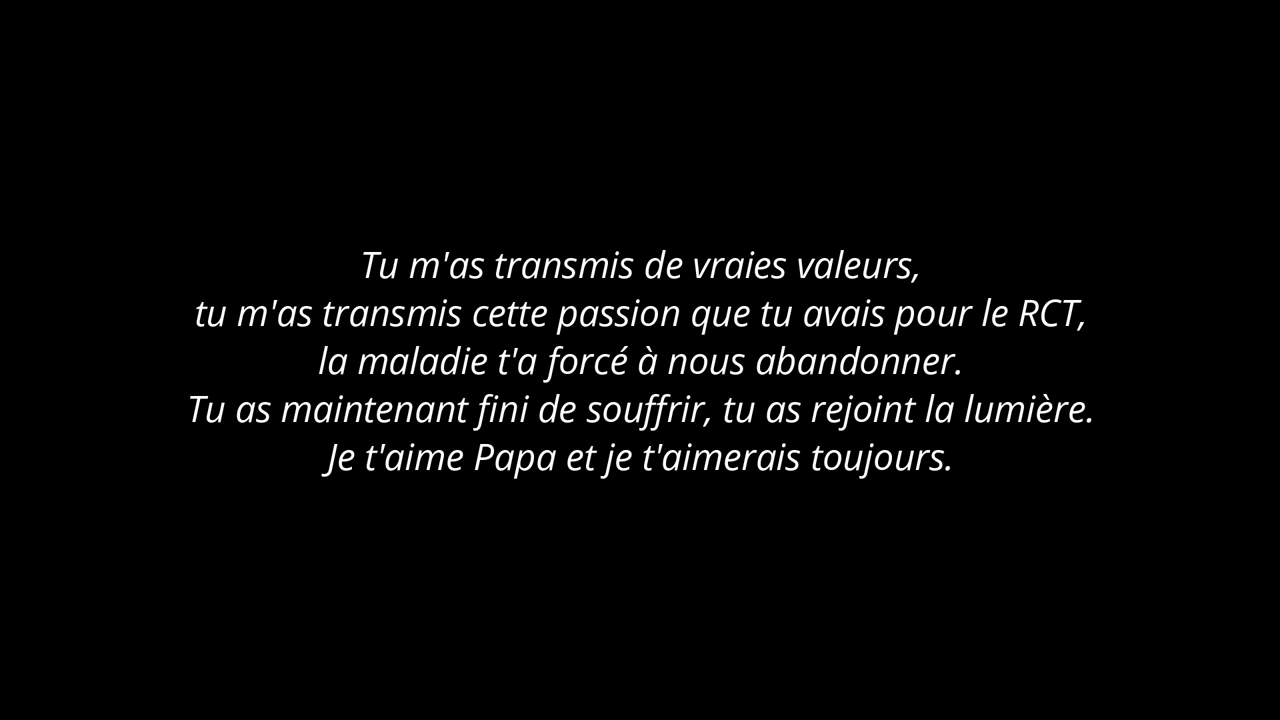 Tu m'as transmis de vraies valeurs,
tu m'as transmis cette passion que tu avais pour le RCT,
la maladie t'a forcé à nous abandonner.
Tu as maintenant fini de souffrir, tu as rejoint la lumière.
Je t'aime Papa et je t'aimerais toujours.